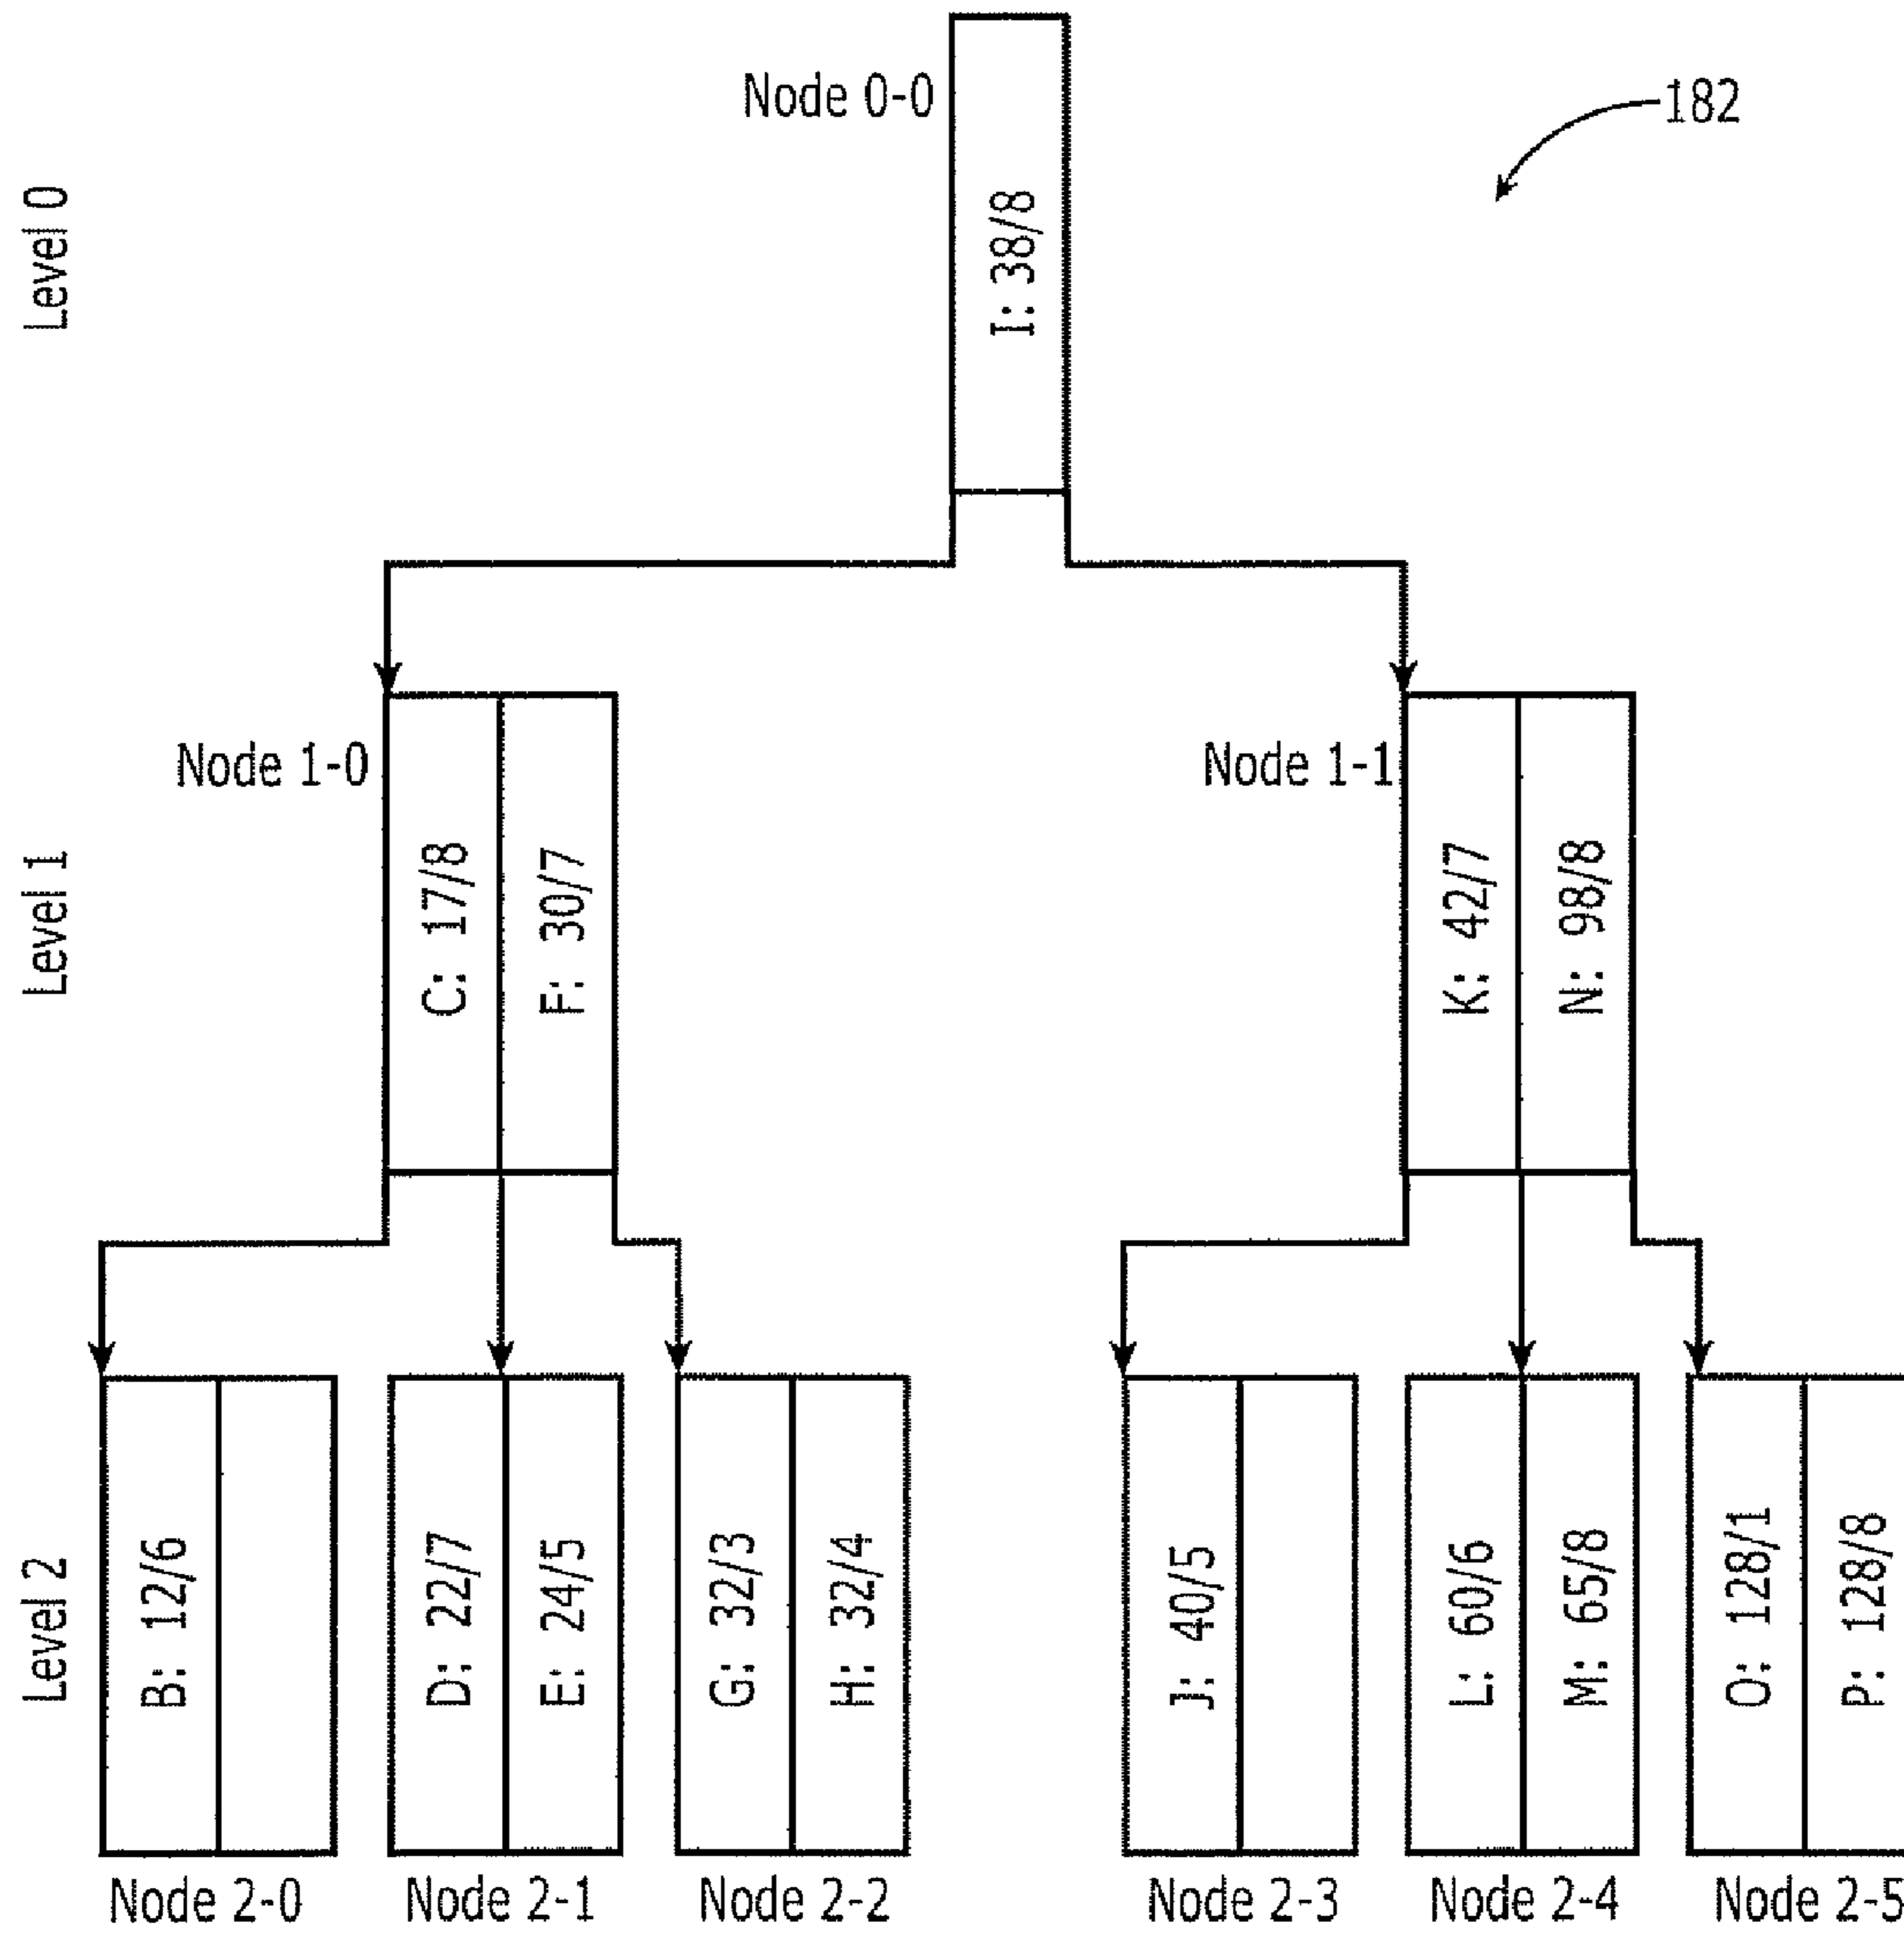 Level 0
Node 0-0
I: 38/8
182
Level 1
Node 1-0
C: 17/8
F: 30/7
Node 1-1
K: 42/7
N: 98/8
Level 2
B: 12/6
D: 22/7
E: 24/5
G: 32/3
H: 32/4
J: 40/5
L: 60/6
M: 65/8
O: 128/1
P: 128/8
Node 2-0
Node 2-1
Node 2-2
Node 2-3
Node 2-4
Node 2-5